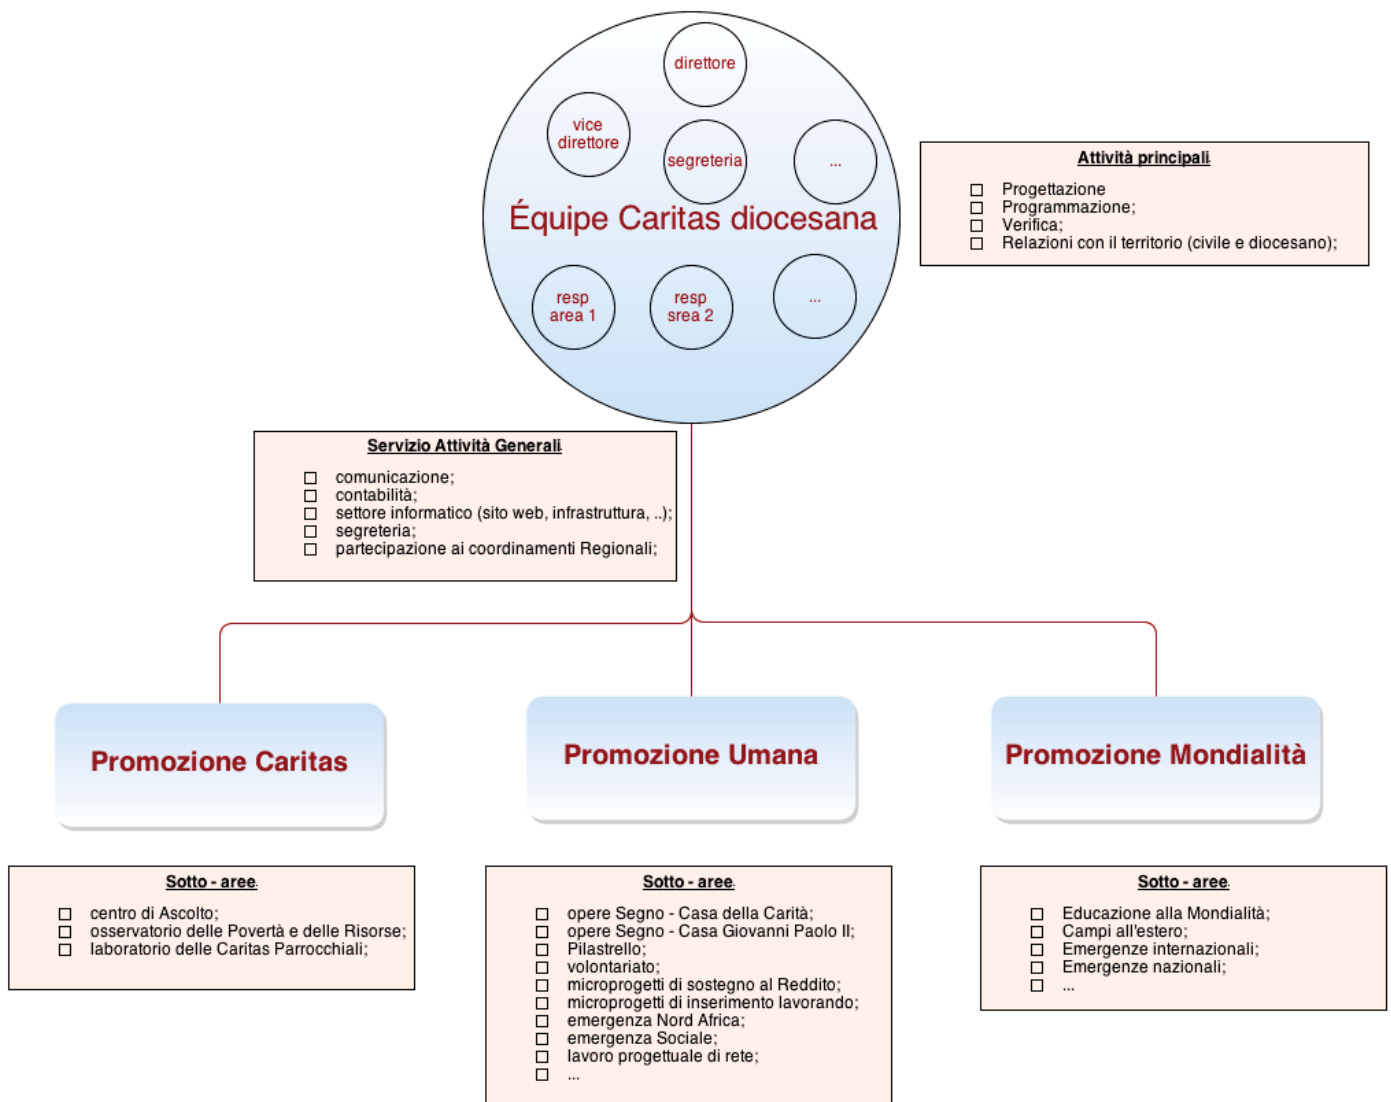 direttore
vice
direttore
segreteria
...
Équipe Caritas diocesana
resp
area 1
resp
srea 2
...
Attività principali
Progettazione
Programmazione;
Verifica;
Relazioni con il territorio (civile e diocesano);
Servizio Attività Generali
comunicazione;
contabilità;
settore informatico (sito web, infrastruttura, ..);
segreteria;
partecipazione ai coordinamenti Regionali;
Promozione Caritas
Promozione Umana
Promozione Mondialità
Sotto - aree
centro di Ascolto;
osservatorio delle Povertà e delle Risorse;
laboratorio delle Caritas Parrocchiali;
Sotto - aree
opere Segno - Casa della Carità;
opere Segno - Casa Giovanni Paolo II;
Pilastrello;
volontariato;
microprogetti di sostegno al Reddito;
microprogetti di inserimento lavorando;
emergenza Nord Africa;
emergenza Sociale;
lavoro progettuale di rete;
...
Sotto - aree
Educazione alla Mondialità;
Campi all'estero;
Emergenze internazionali;
Emergenze nazionali;
...